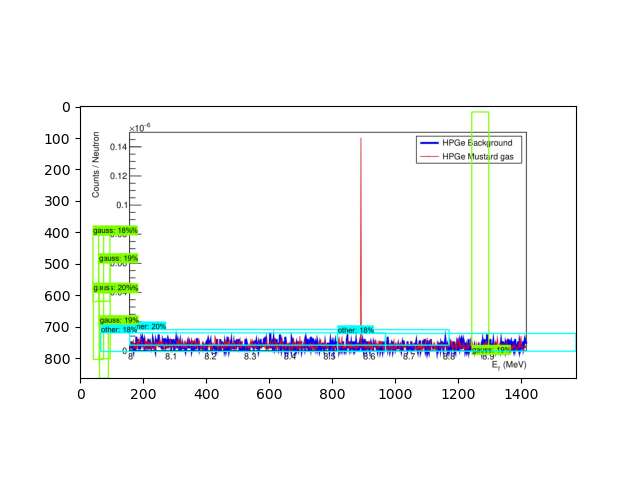 0
100
200
300
400
500
600
700
800
0
200
400
600
800
1000
1200
1400
×10⁻⁶
Counts / Neutron
0.14
0.12
0.1
0
8
8.1
8.2
8.3
8.4
8.5
8.6
8.7
8.8
8.9
Eγ (MeV)
HPGe Background
HPGe Mustard gas
gauss: 18%
gauss: 19%
gauss: 20%
gauss: 19%
other: 18%
other: 18%
gauss: 19%